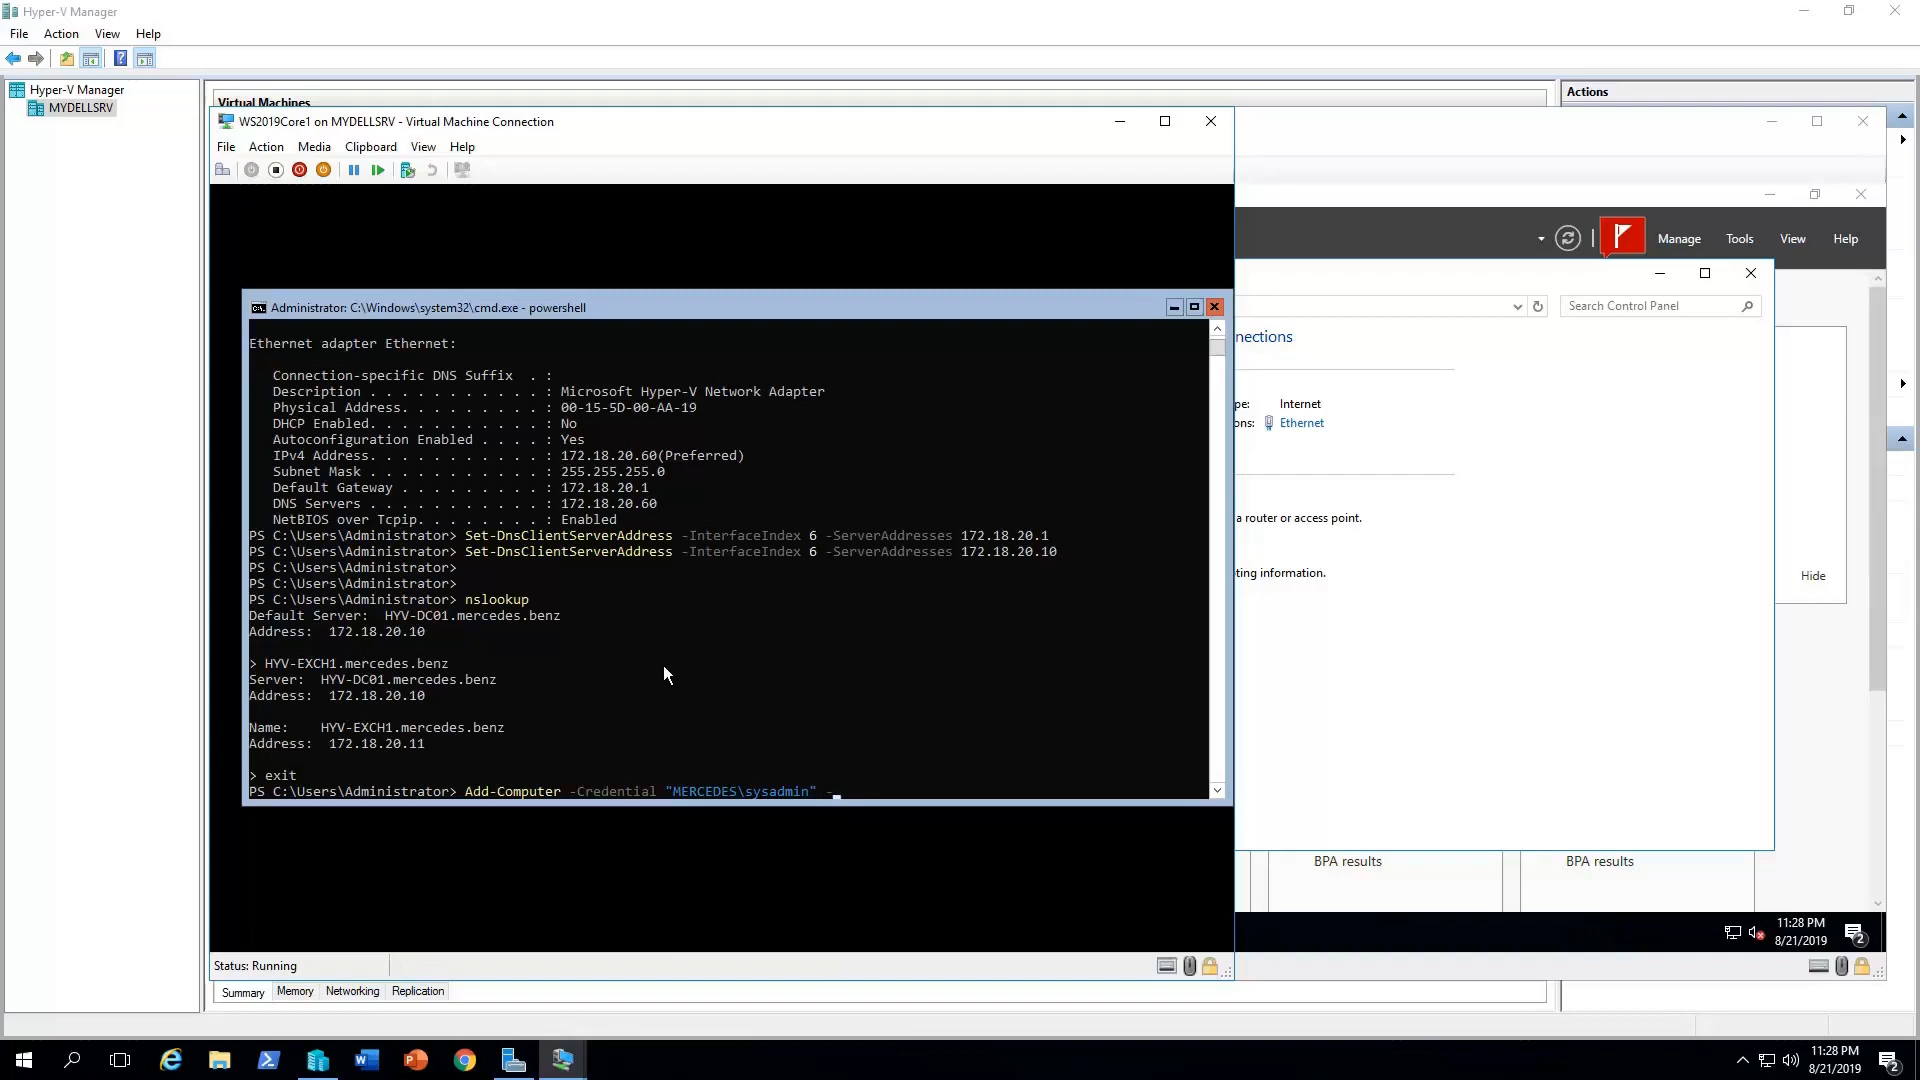 Hyper-V Manager
File Action View Help
Hyper-V Manager
MYDELLSRV
Virtual Machines
Actions
WS2019Core1 on MYDELLSRV - Virtual Machine Connection
File Action Media Clipboard View Help
Manage Tools View Help
Administrator: C:\Windows\system32\cmd.exe - powershell
Search Control Panel
nections
Ethernet adapter Ethernet:
Connection-specific DNS Suffix . :
Description . . . . . . . . . . . : Microsoft Hyper-V Network Adapter
Physical Address. . . . . . . . . : 00-15-5D-00-AA-19
DHCP Enabled. . . . . . . . . . . : No
Autoconfiguration Enabled . . . . : Yes
IPv4 Address. . . . . . . . . . . : 172.18.20.60(Preferred)
Subnet Mask . . . . . . . . . . . : 255.255.255.0
Default Gateway . . . . . . . . . : 172.18.20.1
DNS Servers . . . . . . . . . . . : 172.18.20.60
NetBIOS over Tcpip. . . . . . . . : Enabled
PS C:\Users\Administrator> Set-DnsClientServerAddress -InterfaceIndex 6 -ServerAddresses 172.18.20.1
PS C:\Users\Administrator> Set-DnsClientServerAddress -InterfaceIndex 6 -ServerAddresses 172.18.20.10
PS C:\Users\Administrator>
PS C:\Users\Administrator>
PS C:\Users\Administrator> nslookup
Default Server:  HYV-DC01.mercedes.benz
Address:  172.18.20.10
> HYV-EXCH1.mercedes.benz
Server:  HYV-DC01.mercedes.benz
Address:  172.18.20.10
Name:    HYV-EXCH1.mercedes.benz
Address:  172.18.20.11
> exit
PS C:\Users\Administrator> Add-Computer -Credential "MERCEDES\sysadmin" -
pe: Internet
ons: Ethernet
a router or access point.
ting information.
Hide
BPA results
BPA results
11:28 PM
8/21/2019
2
Status: Running
Summary Memory Networking Replication
11:28 PM
8/21/2019
2